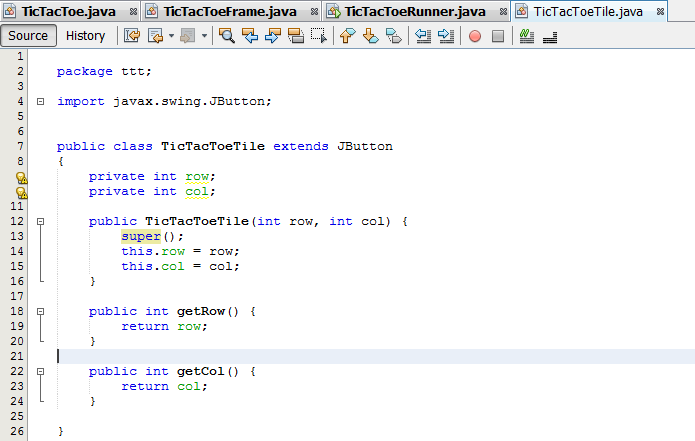 TicTacToe.java TicTacToeFrame.java TicTacToeRunner.java TicTacToeTile.java
Source History
1
2 package ttt;
3
4 import javax.swing.JButton;
5
6
7 public class TicTacToeTile extends JButton
8 {
private int row;
private int col;
11
12 public TicTacToeTile(int row, int col) {
13 super();
14 this.row = row;
15 this.col = col;
16 }
17
18 public int getRow() {
19 return row;
20 }
21
22 public int getCol() {
23 return col;
24 }
25
26 }